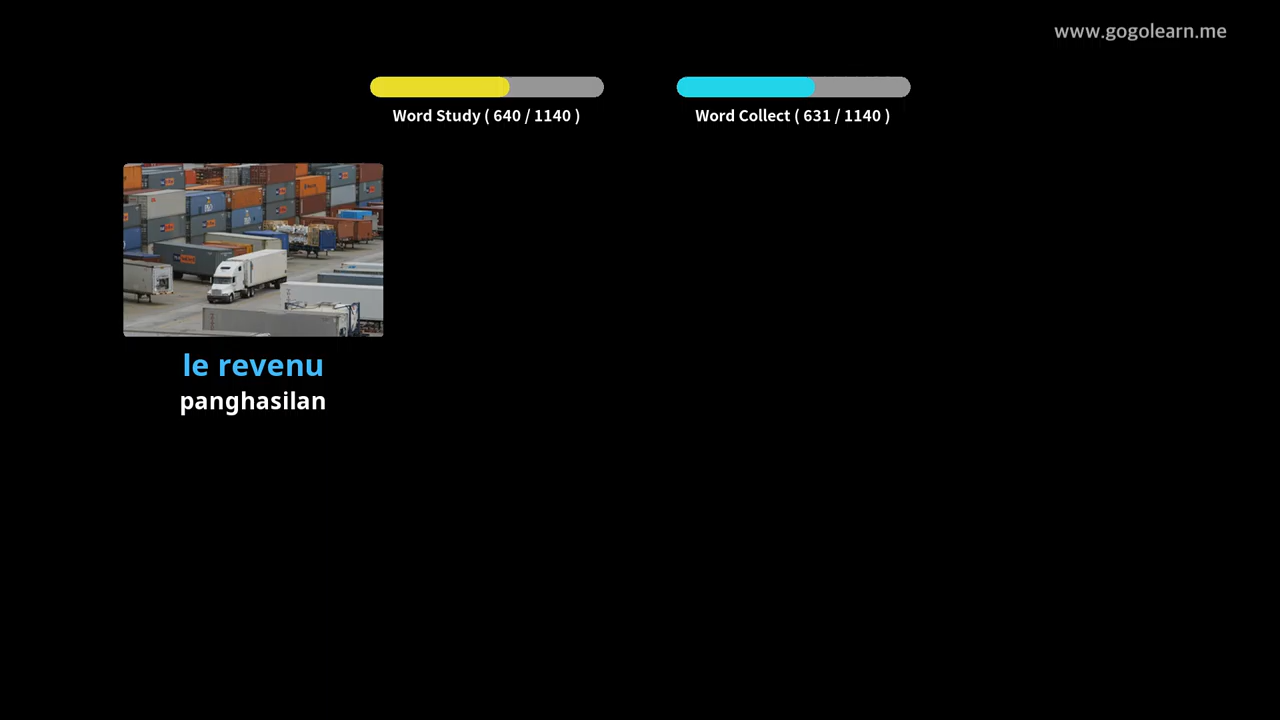 www.gogolearn.me
Word Study ( 640 / 1140 )
Word Collect ( 631 / 1140 )
le revenu
panghasilan